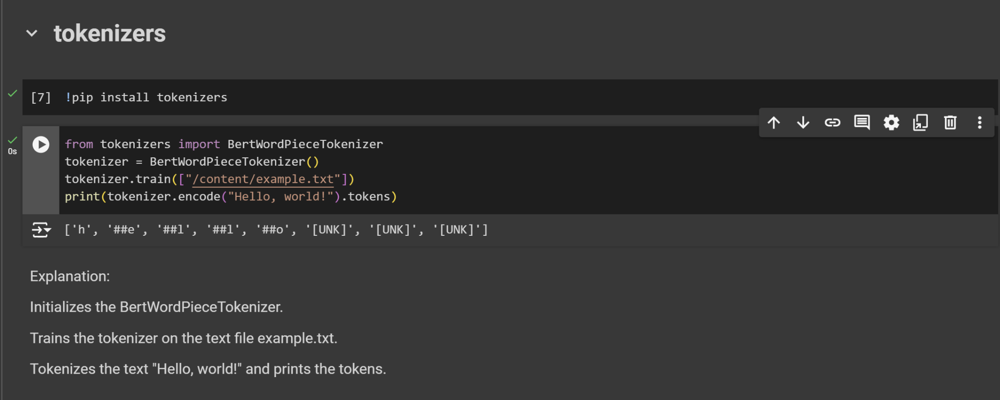 tokenizers
[7] !pip install tokenizers
0s
from tokenizers import BertWordPieceTokenizer
tokenizer = BertWordPieceTokenizer()
tokenizer.train(["/content/example.txt"])
print(tokenizer.encode("Hello, world!").tokens)
['h', '##e', '##l', '##l', '##o', '[UNK]', '[UNK]', '[UNK]']
Explanation:
Initializes the BertWordPieceTokenizer.
Trains the tokenizer on the text file example.txt.
Tokenizes the text "Hello, world!" and prints the tokens.